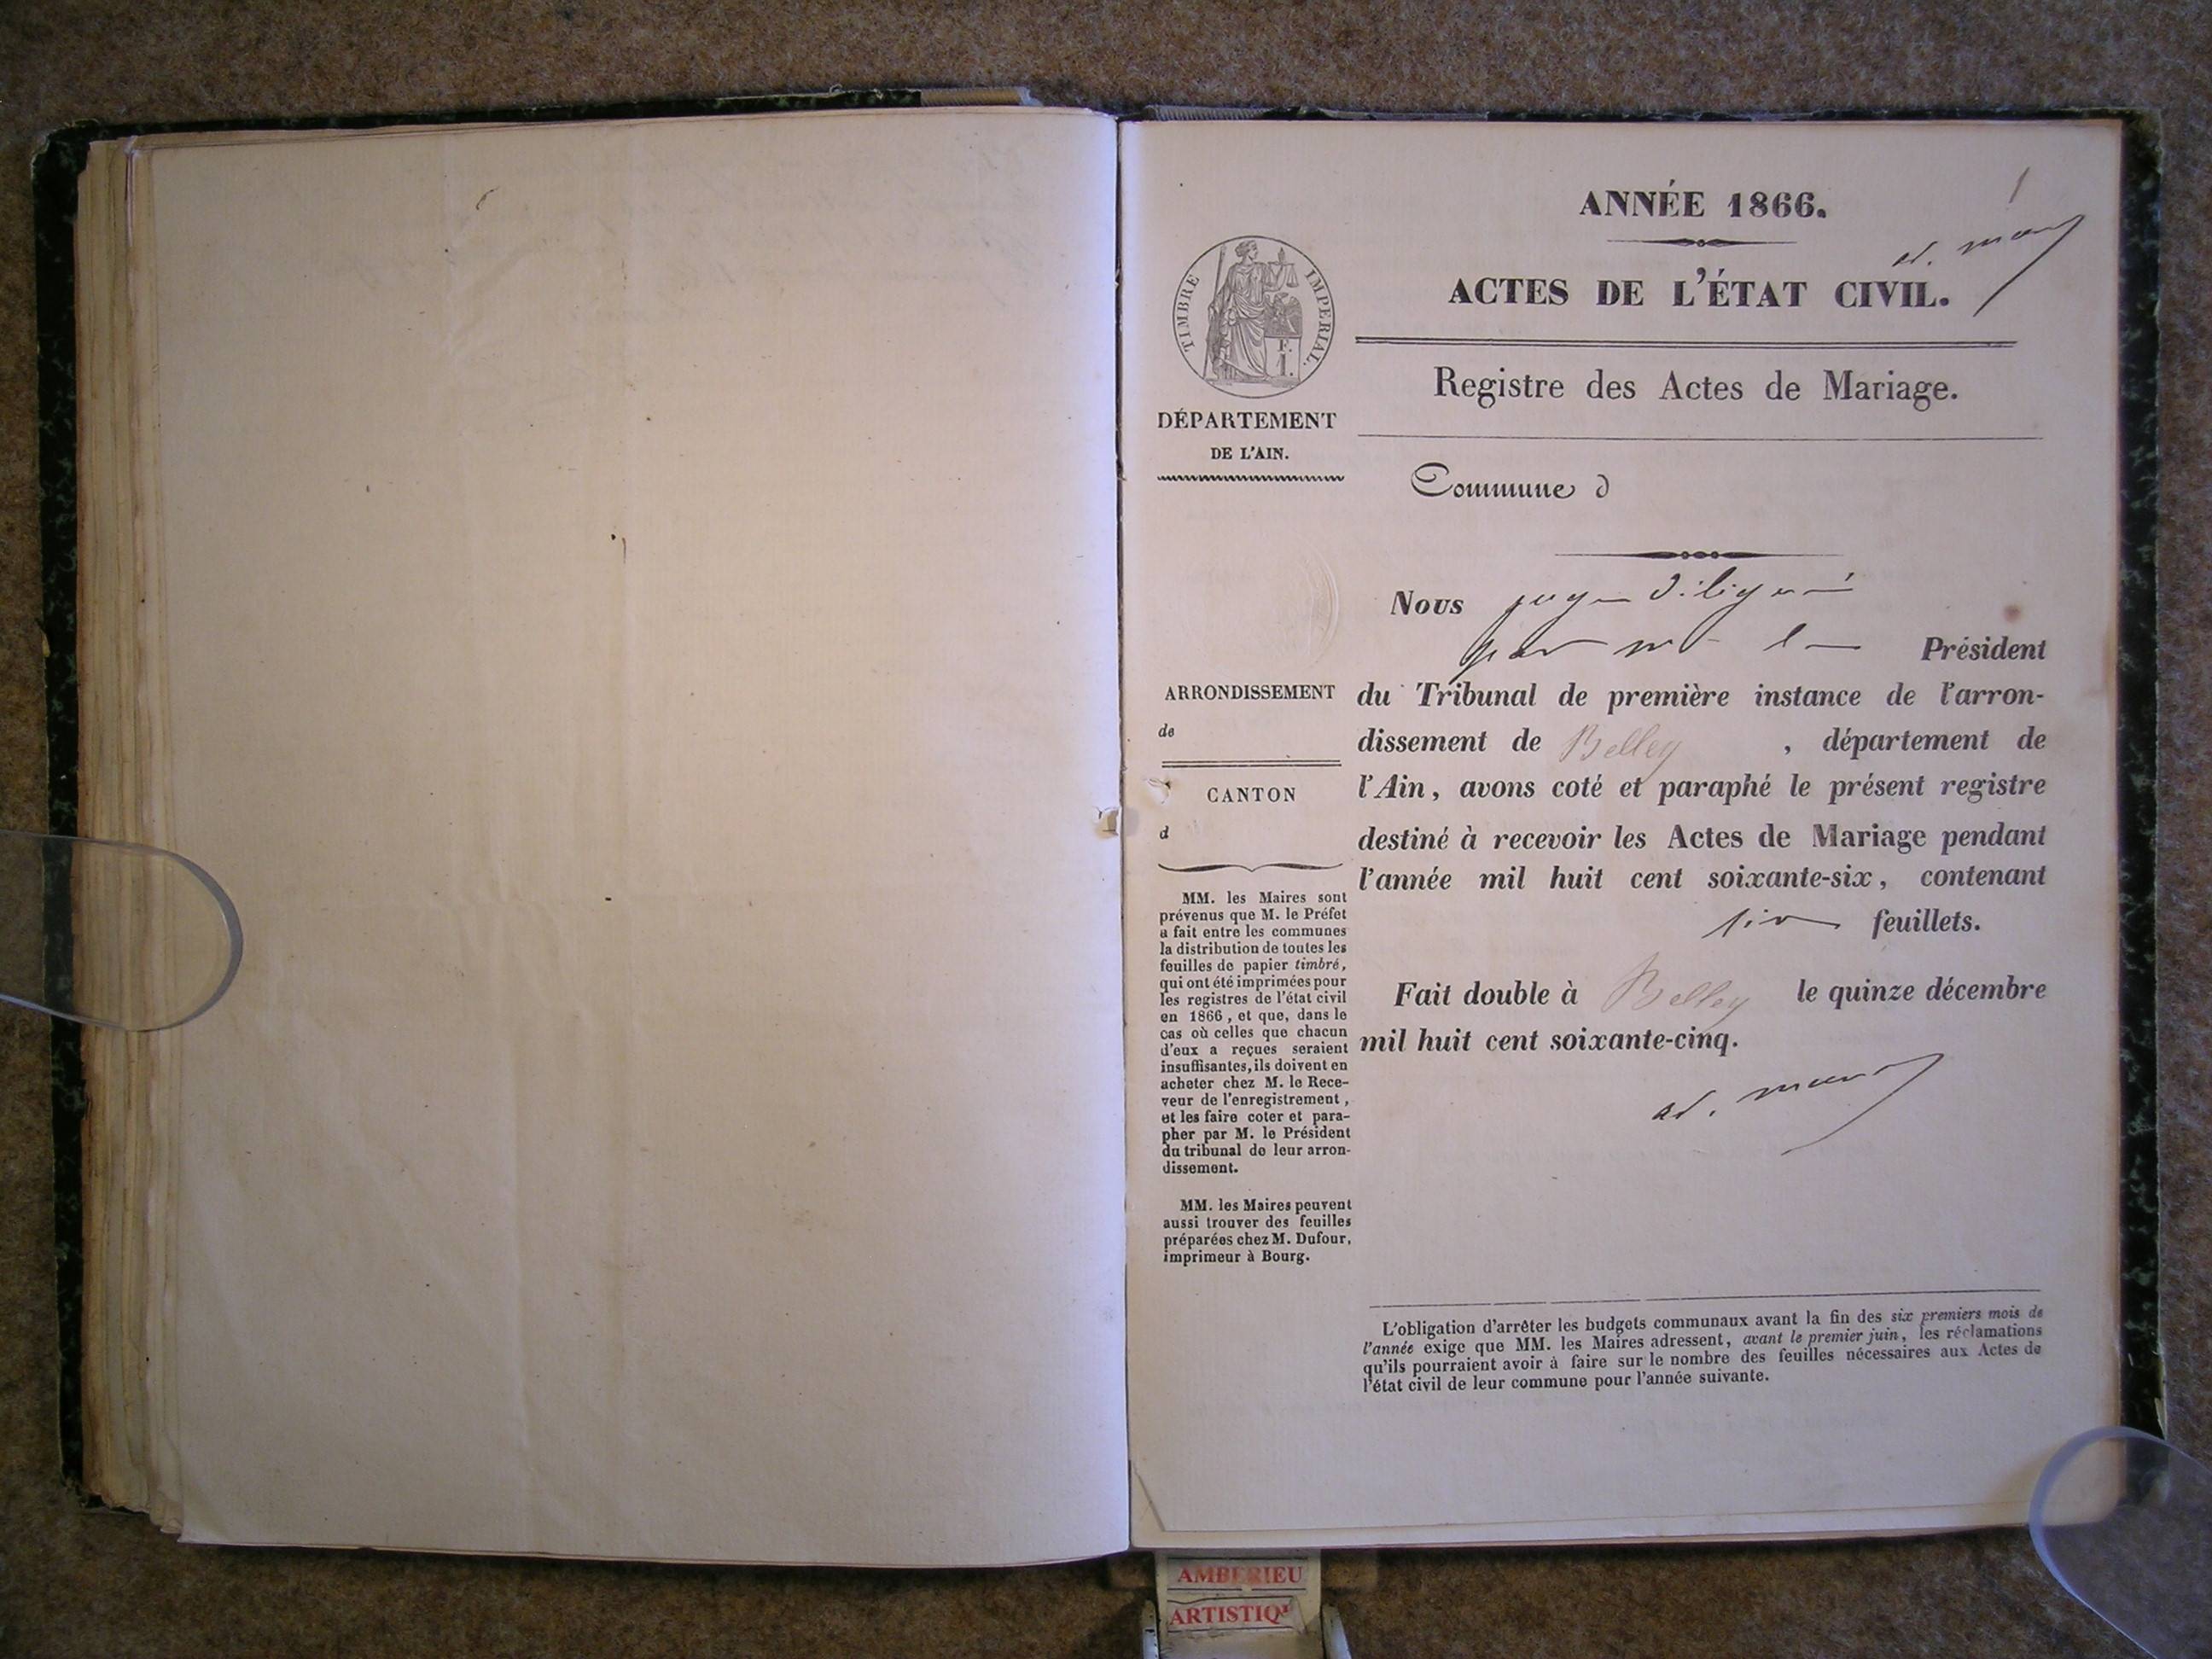 1
ANNÉE 1866.
ACTES DE L'ÉTAT CIVIL.
Registre des Actes de Mariage.
Commune d
TIMBRE IMPERIAL.
F.
1.
DÉPARTEMENT
DE L'AIN.
ARRONDISSEMENT
de
CANTON
d
MM. les Maires sont
prévenus que M. le Préfet
a fait entre les communes
la distribution de toutes les
feuilles de papier timbré,
qui ont été imprimées pour
les registres de l'état civil
en 1866, et que, dans le
cas où celles que chacun
d'eux a reçues seraient
insuffisantes, ils doivent en
acheter chez M. le Rece-
veur de l'enregistrement,
et les faire coter et para-
pher par M. le Président
du tribunal de leur arron-
dissement.
MM. les Maires peuvent
aussi trouver des feuilles
préparées chez M. Dufour,
imprimeur à Bourg.
Nous juge délégué
par Mr le Président
du Tribunal de première instance de l'arron-
dissement de Belley, département de
l'Ain, avons coté et paraphé le présent registre
destiné à recevoir les Actes de Mariage pendant
l'année mil huit cent soixante-six, contenant
six feuillets.
Fait double à Belley le quinze décembre
mil huit cent soixante-cinq.
L'obligation d'arrêter les budgets communaux avant la fin des six premiers mois de
l'année exige que MM. les Maires adressent, avant le premier juin, les réclamations
qu'ils pourraient avoir à faire sur le nombre des feuilles nécessaires aux Actes de
l'état civil de leur commune pour l'année suivante.
AMBERIEU
ARTISTIQ